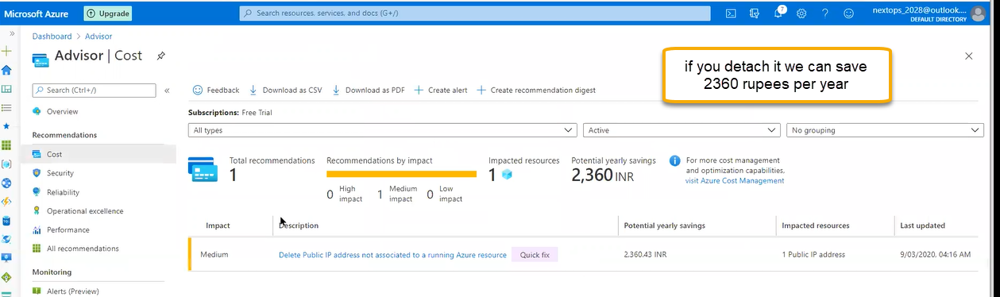 Microsoft Azure
Upgrade
Search resources, services, and docs (G+/)
7
nextops_2028@outlook....
DEFAULT DIRECTORY
Dashboard > Advisor
Advisor | Cost
if you detach it we can save
2360 rupees per year
Search (Ctrl+/)
Overview
Recommendations
Cost
Security
Reliability
Operational excellence
Performance
All recommendations
Monitoring
Alerts (Preview)
Feedback
Download as CSV
Download as PDF
Create alert
Create recommendation digest
Subscriptions: Free Trial
All types
Active
No grouping
Total recommendations
1
Recommendations by impact
0 High impact
1 Medium impact
0 Low impact
Impacted resources
1
Potential yearly savings
2,360 INR
For more cost management
and optimization capabilities,
visit Azure Cost Management
Impact Description Potential yearly savings Impacted resources Last updated
Medium Delete Public IP address not associated to a running Azure resource Quick fix 2,360.43 INR 1 Public IP address 9/03/2020, 04:16 AM